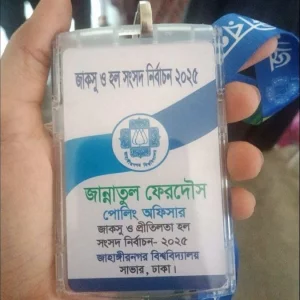 জাকসু ও হল সংসদ নির্বাচন ২০২৫
জান্নাতুল ফেরদৌস
পোলিং অফিসার
জাকসু ও প্রীতিলতা হল
সংসদ নির্বাচন- ২০২৫
জাহাঙ্গীরনগর বিশ্ববিদ্যালয়
সাভার, ঢাকা।